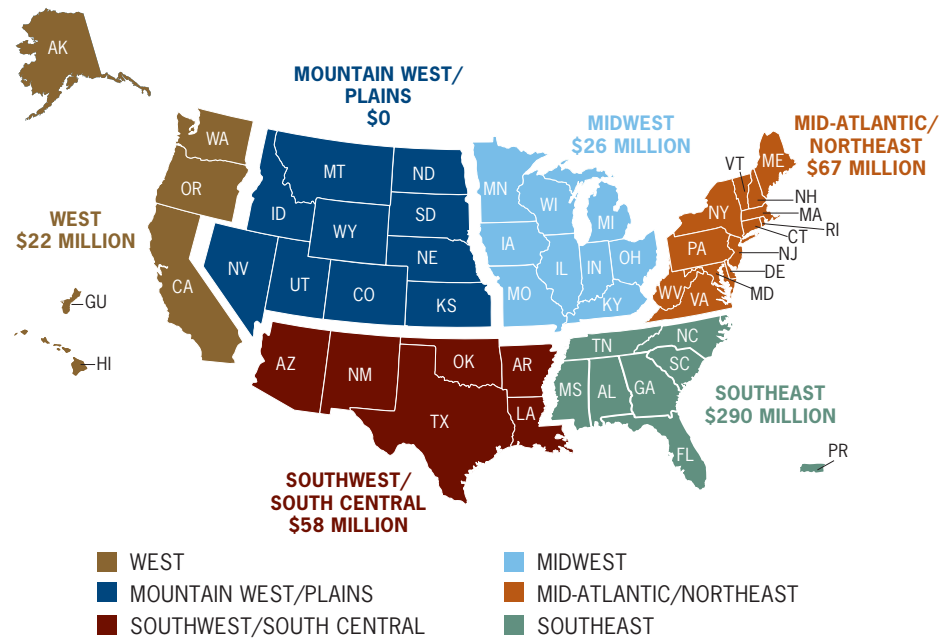 AK
MOUNTAIN WEST/
PLAINS
$0
MIDWEST
$26 MILLION
MID-ATLANTIC/
NORTHEAST
$67 MILLION
WEST
$22 MILLION
WA
OR
CA
GU
HI
MT
ND
ID
WY
SD
NE
NV
UT
CO
KS
MN
WI
MI
IA
IL
IN
OH
MO
KY
VT
ME
NH
MA
RI
CT
NY
PA
NJ
DE
MD
WV
VA
AZ
NM
OK
AR
TX
LA
TN
NC
SC
MS
AL
GA
FL
PR
SOUTHEAST
$290 MILLION
SOUTHWEST/
SOUTH CENTRAL
$58 MILLION
WEST
MOUNTAIN WEST/PLAINS
SOUTHWEST/SOUTH CENTRAL
MIDWEST
MID-ATLANTIC/NORTHEAST
SOUTHEAST